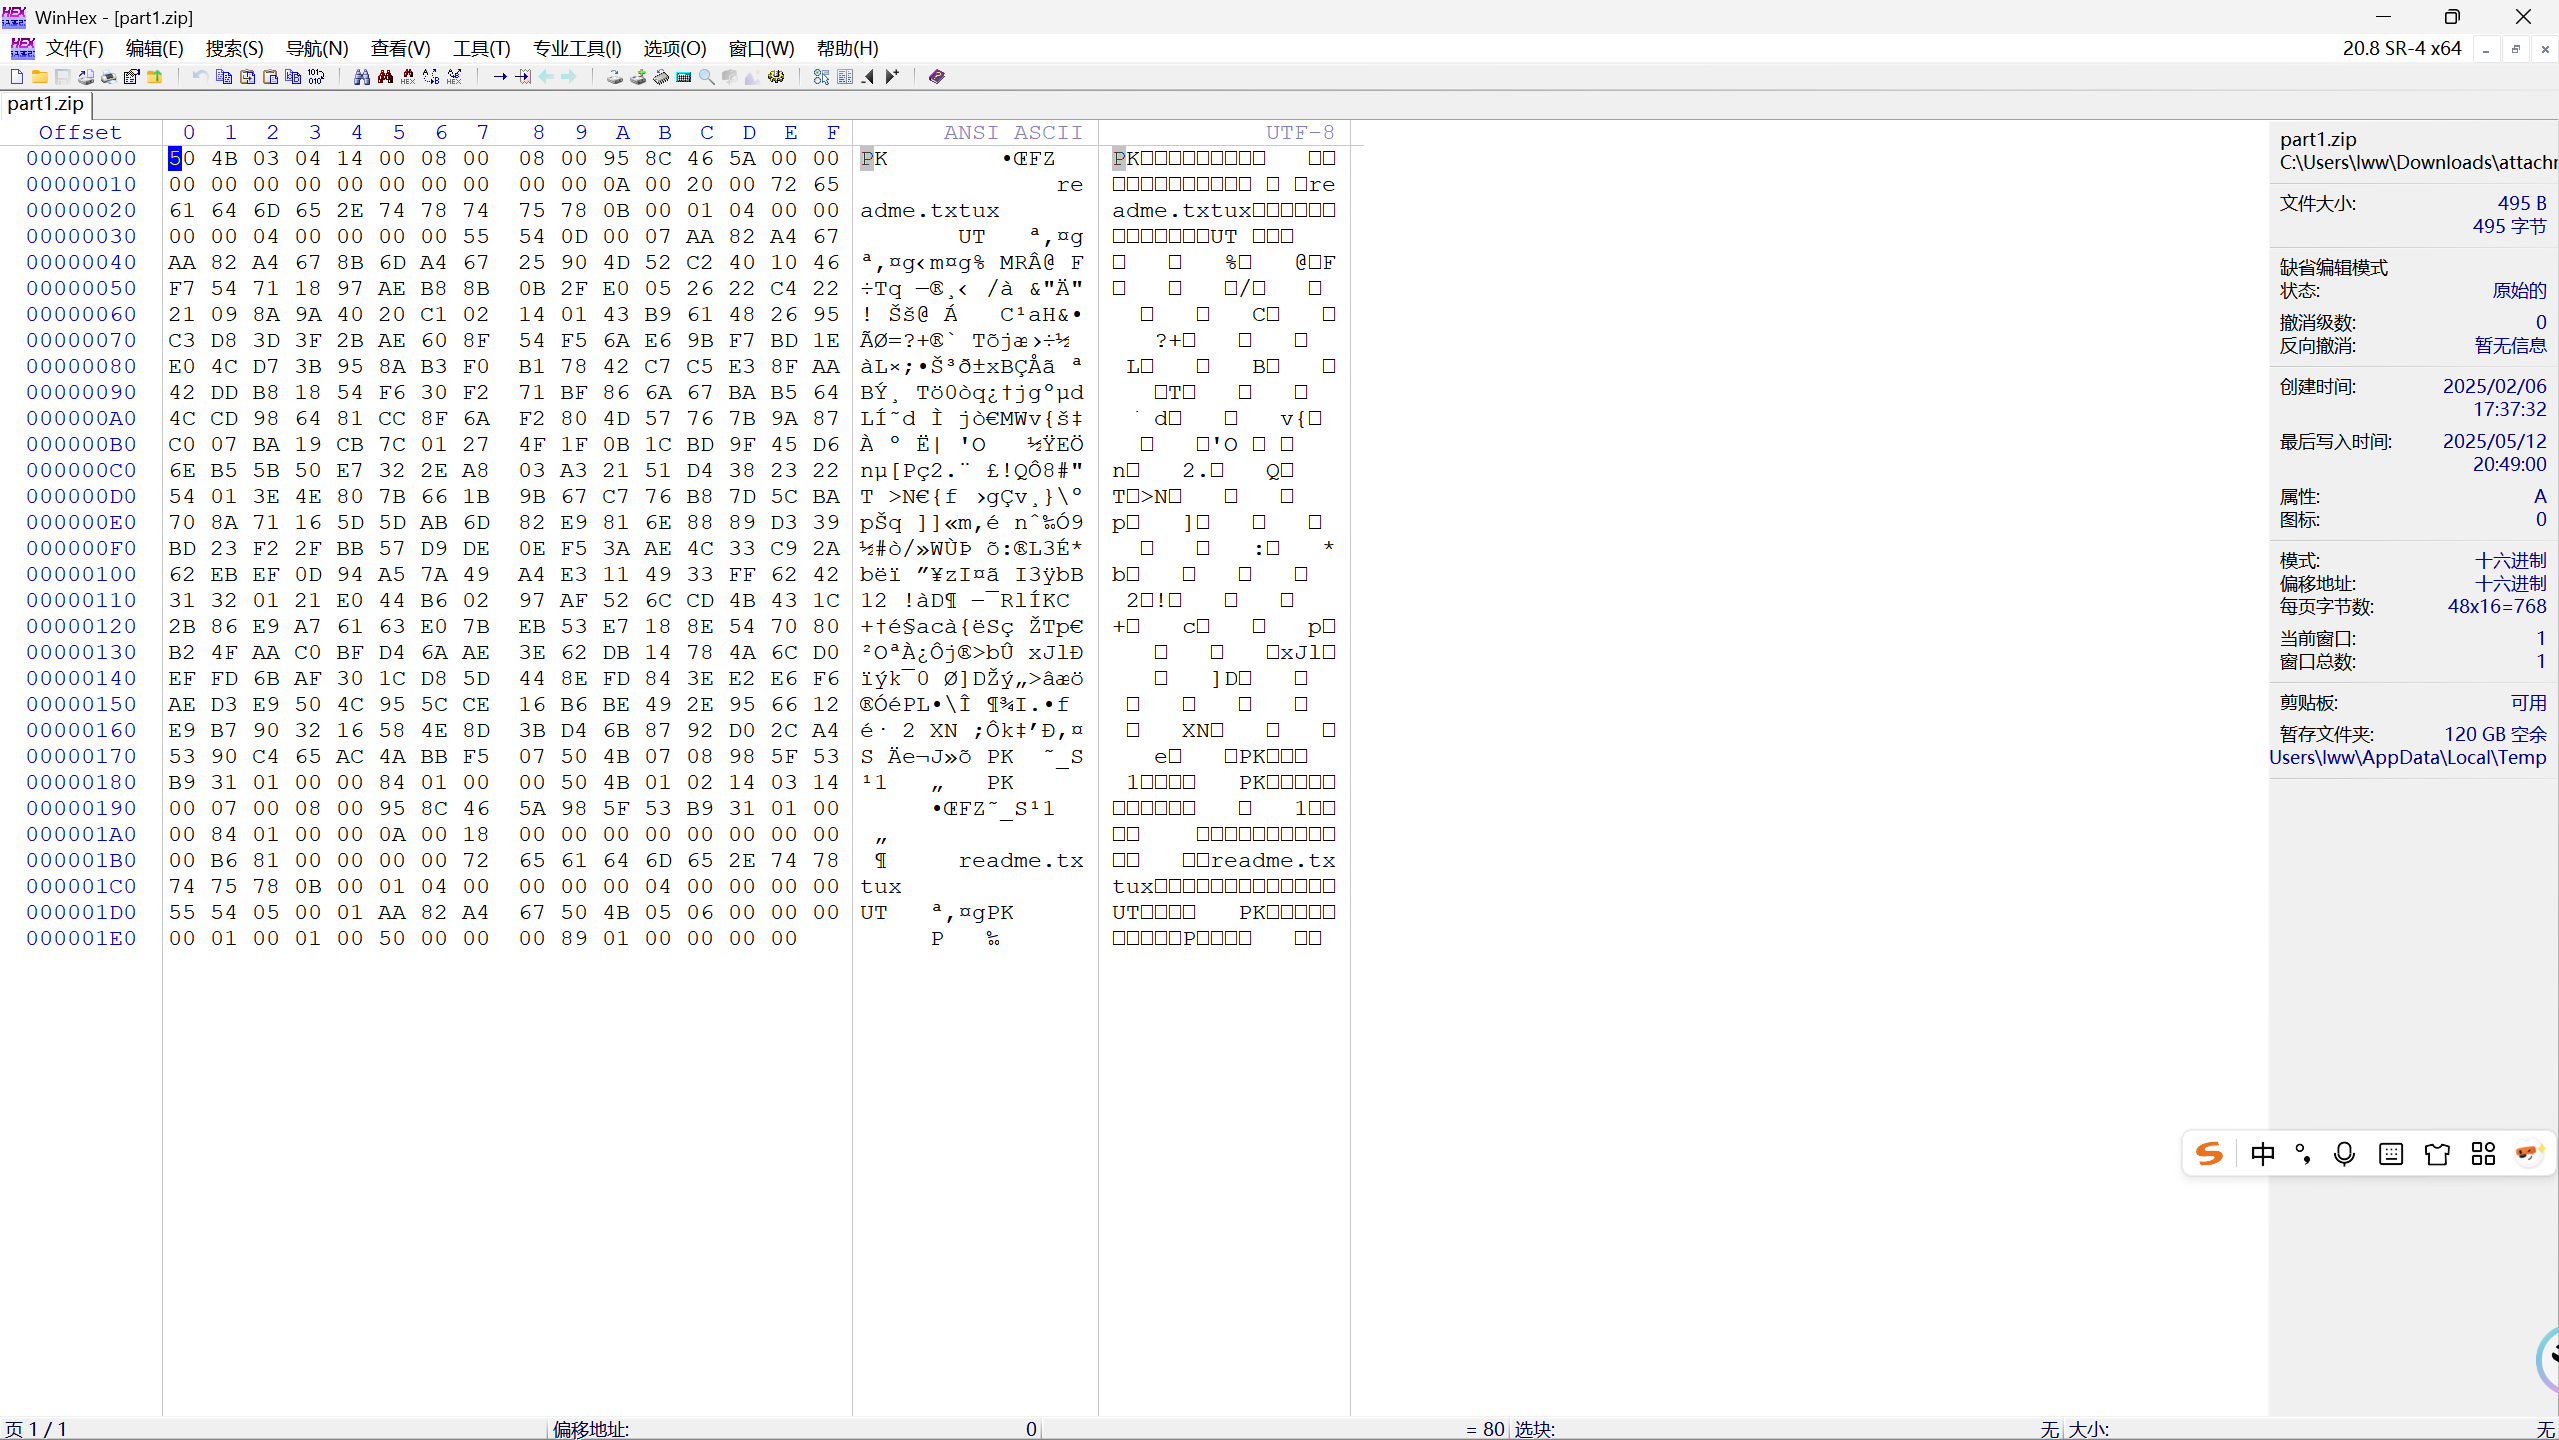 WinHex - [part1.zip]
文件(F) 编辑(E) 搜索(S) 导航(N) 查看(V) 工具(T) 专业工具(I) 选项(O) 窗口(W) 帮助(H) 20.8 SR-4 x64
part1.zip
Offset 0 1 2 3 4 5 6 7 8 9 A B C D E F ANSI ASCII UTF-8
00000000 50 4B 03 04 14 00 08 00 08 00 95 8C 46 5A 00 00 PK •ŒFZ
00000010 00 00 00 00 00 00 00 00 00 00 0A 00 20 00 72 65 re
00000020 61 64 6D 65 2E 74 78 74 75 78 0B 00 01 04 00 00 adme.txtux
00000030 00 00 04 00 00 00 00 55 54 0D 00 07 AA 82 A4 67 UT ª‚¤g
00000040 AA 82 A4 67 8B 6D A4 67 25 90 4D 52 C2 40 10 46 ª‚¤g‹m¤g% MRÂ@ F
00000050 F7 54 71 18 97 AE B8 8B 0B 2F E0 05 26 22 C4 22 ÷Tq —®¸‹ /à &"Ä"
00000060 21 09 8A 9A 40 20 C1 02 14 01 43 B9 61 48 26 95 ! Šš@ Á C¹aH&•
00000070 C3 D8 3D 3F 2B AE 60 8F 54 F5 6A E6 9B F7 BD 1E ÃØ=?+®` Tõjæ›÷½
00000080 E0 4C D7 3B 95 8A B3 F0 B1 78 42 C7 C5 E3 8F AA àL×;•Š³ð±xBÇÅã ª
00000090 42 DD B8 18 54 F6 30 F2 71 BF 86 6A 67 BA B5 64 BÝ¸ Tö0òq¿†jgºµd
000000A0 4C CD 98 64 81 CC 8F 6A F2 80 4D 57 76 7B 9A 87 LÍ˜d Ì jò€MWv{š‡
000000B0 C0 07 BA 19 CB 7C 01 27 4F 1F 0B 1C BD 9F 45 D6 À º Ë| 'O ½ŸEÖ
000000C0 6E B5 5B 50 E7 32 2E A8 03 A3 21 51 D4 38 23 22 nµ[Pç2.¨ £!QÔ8#"
000000D0 54 01 3E 4E 80 7B 66 1B 9B 67 C7 76 B8 7D 5C BA T >N€{f ›gÇv¸}\º
000000E0 70 8A 71 16 5D 5D AB 6D 82 E9 81 6E 88 89 D3 39 pŠq ]]«m‚é nˆ‰Ó9
000000F0 BD 23 F2 2F BB 57 D9 DE 0E F5 3A AE 4C 33 C9 2A ½#ò/»WÙÞ õ:®L3É*
00000100 62 EB EF 0D 94 A5 7A 49 A4 E3 11 49 33 FF 62 42 bëï ”¥zI¤ã I3ÿbB
00000110 31 32 01 21 E0 44 B6 02 97 AF 52 6C CD 4B 43 1C 12 !àD¶ —¯RlÍKC
00000120 2B 86 E9 A7 61 63 E0 7B EB 53 E7 18 8E 54 70 80 +†é§acà{ëSç ŽTp€
00000130 B2 4F AA C0 BF D4 6A AE 3E 62 DB 14 78 4A 6C D0 ²OªÀ¿Ôj®>bÛ xJlÐ
00000140 EF FD 6B AF 30 1C D8 5D 44 8E FD 84 3E E2 E6 F6 ïýk¯0 Ø]DŽý„>âæö
00000150 AE D3 E9 50 4C 95 5C CE 16 B6 BE 49 2E 95 66 12 ®ÓéPL•\Î ¶¾I.•f
00000160 E9 B7 90 32 16 58 4E 8D 3B D4 6B 87 92 D0 2C A4 é· 2 XN ;Ôk‡’Ð,¤
00000170 53 90 C4 65 AC 4A BB F5 07 50 4B 07 08 98 5F 53 S Äe¬J»õ PK ˜_S
00000180 B9 31 01 00 00 84 01 00 00 50 4B 01 02 14 03 14 ¹1 „ PK
00000190 00 07 00 08 00 95 8C 46 5A 98 5F 53 B9 31 01 00 •ŒFZ˜_S¹1
000001A0 00 84 01 00 00 0A 00 18 00 00 00 00 00 00 00 00 „
000001B0 00 B6 81 00 00 00 00 72 65 61 64 6D 65 2E 74 78 ¶ readme.tx
000001C0 74 75 78 0B 00 01 04 00 00 00 00 04 00 00 00 00 tux
000001D0 55 54 05 00 01 AA 82 A4 67 50 4B 05 06 00 00 00 UT ª‚¤gPK
000001E0 00 01 00 01 00 50 00 00 00 89 01 00 00 00 00 P ‰
part1.zip
C:\Users\lww\Downloads\attachr
文件大小: 495 B
495 字节
缺省编辑模式
状态: 原始的
撤消级数: 0
反向撤消: 暂无信息
创建时间: 2025/02/06
17:37:32
最后写入时间: 2025/05/12
20:49:00
属性: A
图标: 0
模式: 十六进制
偏移地址: 十六进制
每页字节数: 48x16=768
当前窗口: 1
窗口总数: 1
剪贴板: 可用
暂存文件夹: 120 GB 空余
Users\lww\AppData\Local\Temp
中
页 1 / 1 偏移地址: 0 = 80 选块: 无 大小: 无